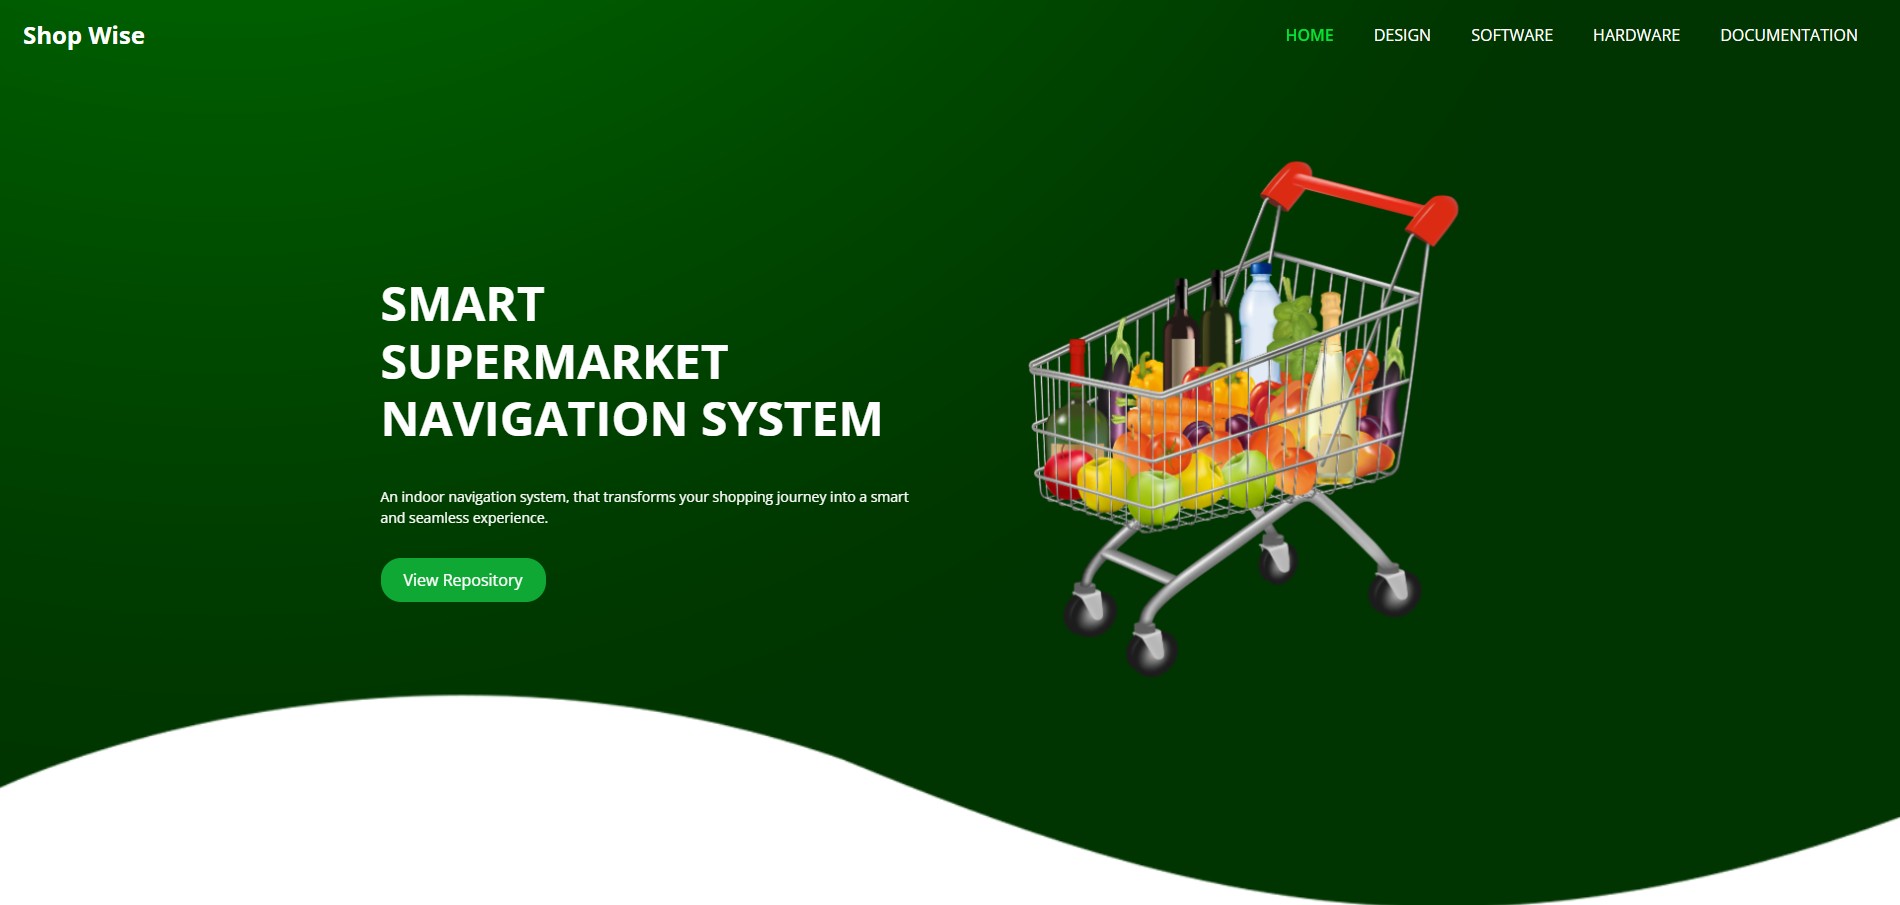 Shop Wise
HOME DESIGN SOFTWARE HARDWARE DOCUMENTATION
SMART
SUPERMARKET
NAVIGATION SYSTEM
An indoor navigation system, that transforms your shopping journey into a smart
and seamless experience.
View Repository